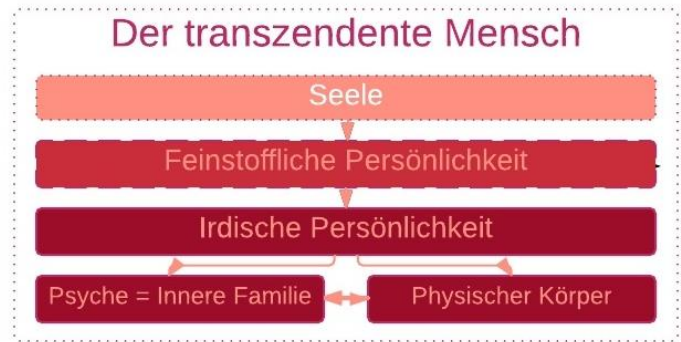 Der transzendente Mensch
Seele
Feinstoffliche Persönlichkeit
Irdische Persönlichkeit
Psyche = Innere Familie
Physischer Körper